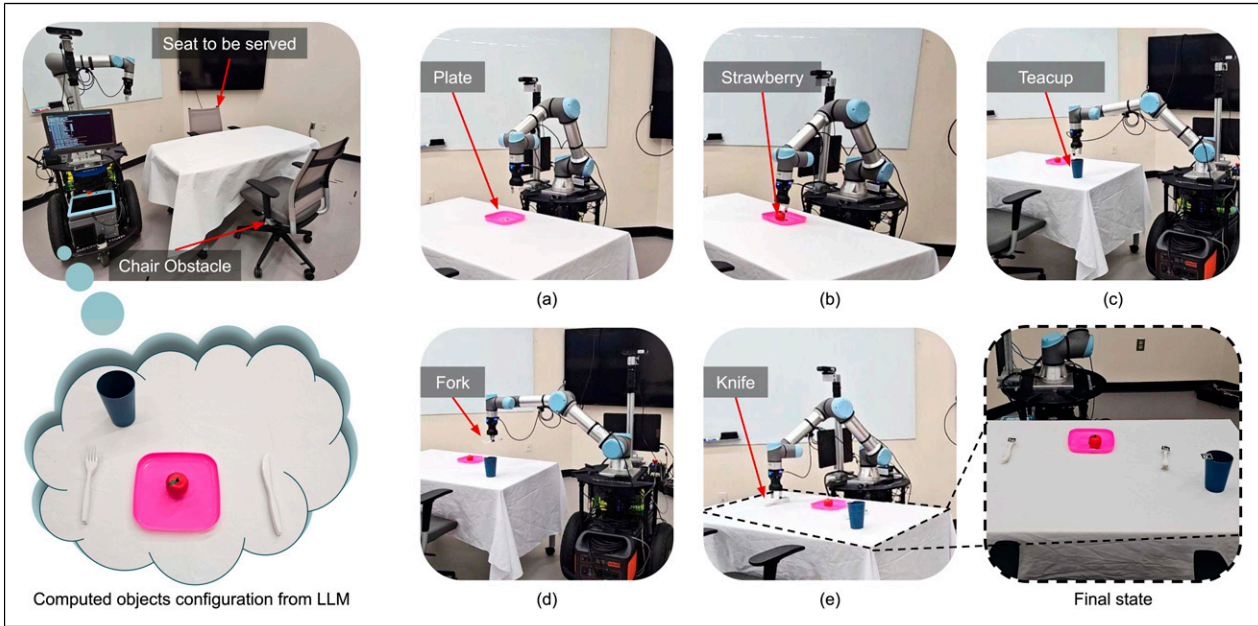 Seat to be served
Chair Obstacle
Plate
(a)
Strawberry
(b)
Teacup
(c)
Computed objects configuration from LLM
Fork
(d)
Knife
(e)
Final state